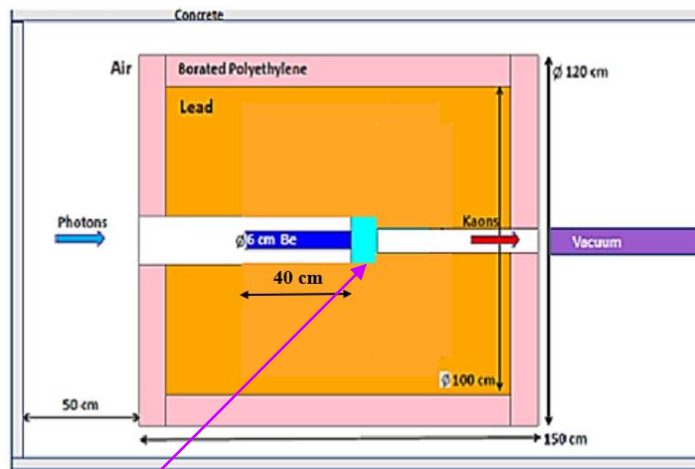 Concrete
Air
Borated Polyethylene
Ø 120 cm
Lead
Photons
Kaons
Ø 6 cm Be
Vacuum
40 cm
Ø 100 cm
50 cm
150 cm